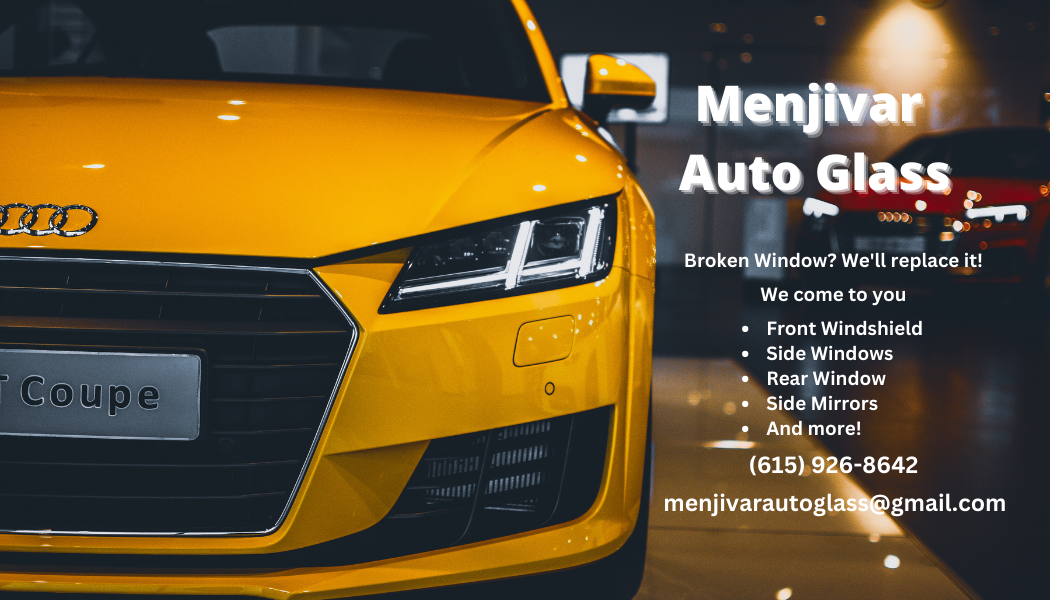 Menjivar
Auto Glass
Broken Window? We'll replace it!
We come to you
• Front Windshield
• Side Windows
• Rear Window
• Side Mirrors
• And more!
(615) 926-8642
menjivarautoglass@gmail.com
T Coupe